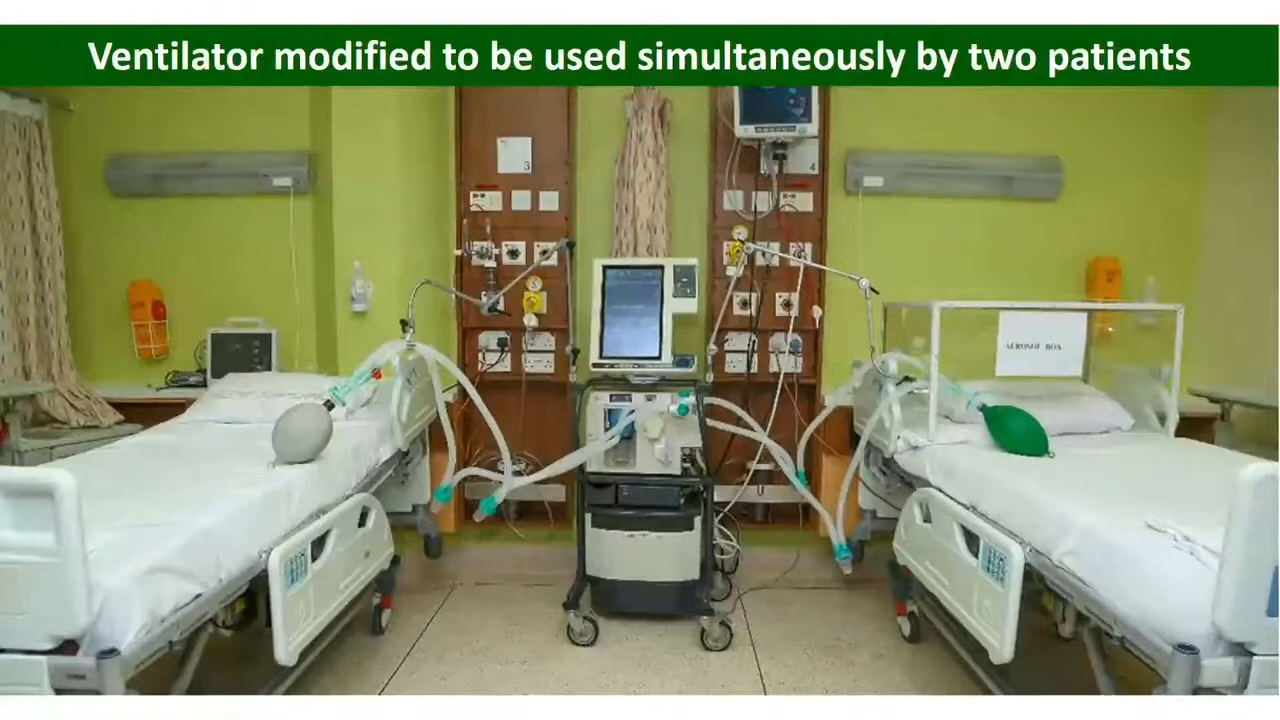 Ventilator modified to be used simultaneously by two patients
3
4
AEROSOL BOX